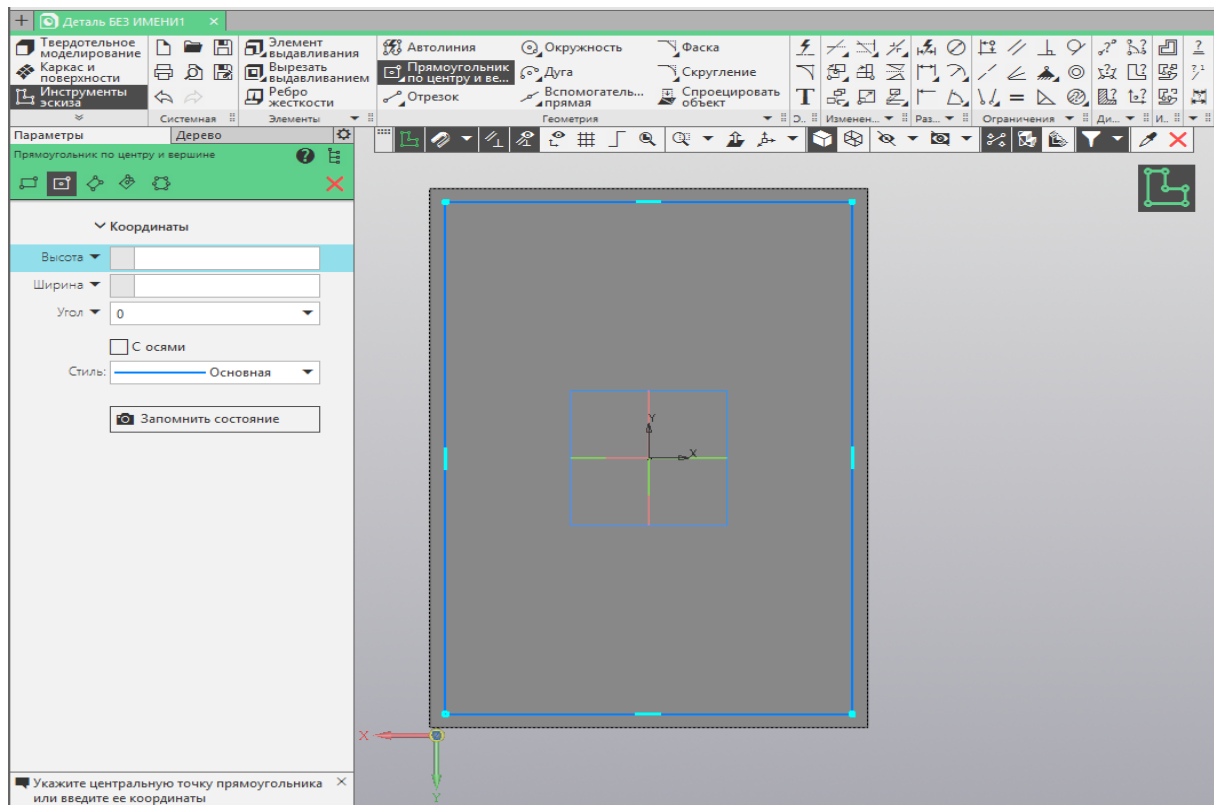 Деталь БЕЗ ИМЕНИ1
Твердотельное моделирование
Каркас и поверхности
Инструменты эскиза
Системная
Элемент выдавливания
Вырезать выдавливанием
Ребро жесткости
Элементы
Автолиния
Прямоугольник по центру и ве...
Отрезок
Окружность
Дуга
Вспомогатель... прямая
Фаска
Скругление
Спроецировать объект
Геометрия
Э..
Изменен...
Раз...
Ограничения
Ди...
И..
Параметры
Дерево
Прямоугольник по центру и вершине
Координаты
Высота
Ширина
Угол
0
С осями
Стиль:
Основная
Запомнить состояние
Y
X
X
Y
Укажите центральную точку прямоугольника
или введите ее координаты